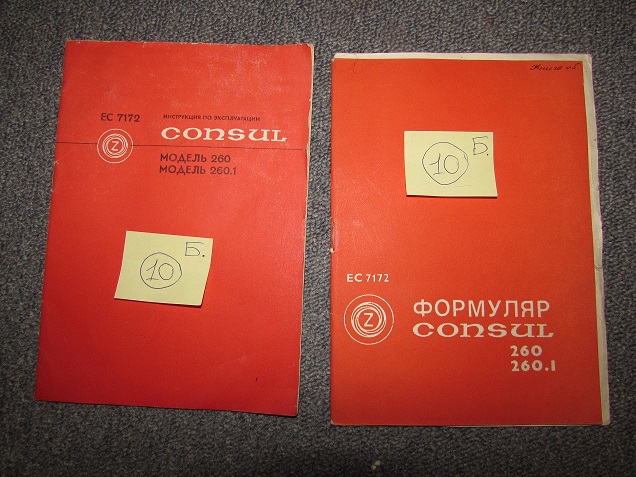 ЕС 7172
ИНСТРУКЦИЯ ПО ЭКСПЛУАТАЦИИ
CONSUL
Z
МОДЕЛЬ 260
МОДЕЛЬ 260.1
Б.
10
Б.
10
ЕС 7172
Z
ФОРМУЛЯР
CONSUL
260
260.1